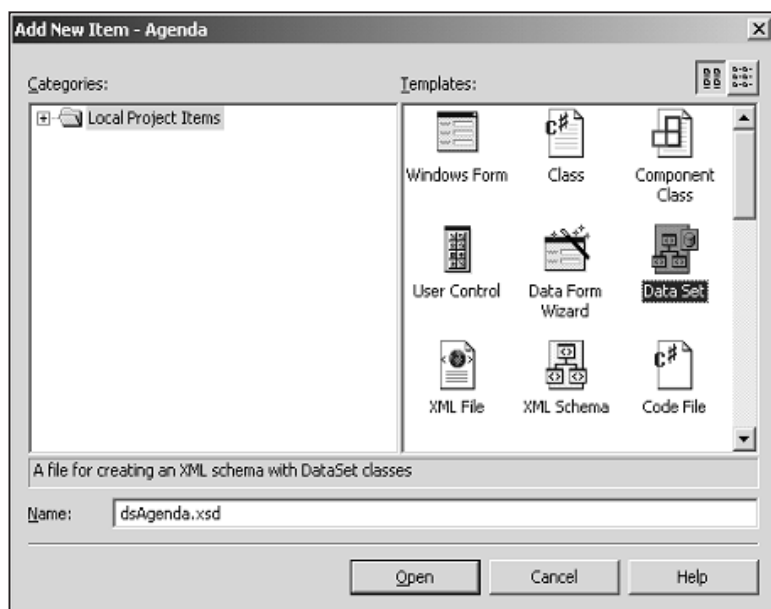 Add New Item - Agenda
Categories:
Templates:
Local Project Items
Windows Form
Class
Component Class
User Control
Data Form Wizard
Data Set
XML File
XML Schema
Code File
A file for creating an XML schema with DataSet classes
Name:
dsAgenda.xsd
Open
Cancel
Help